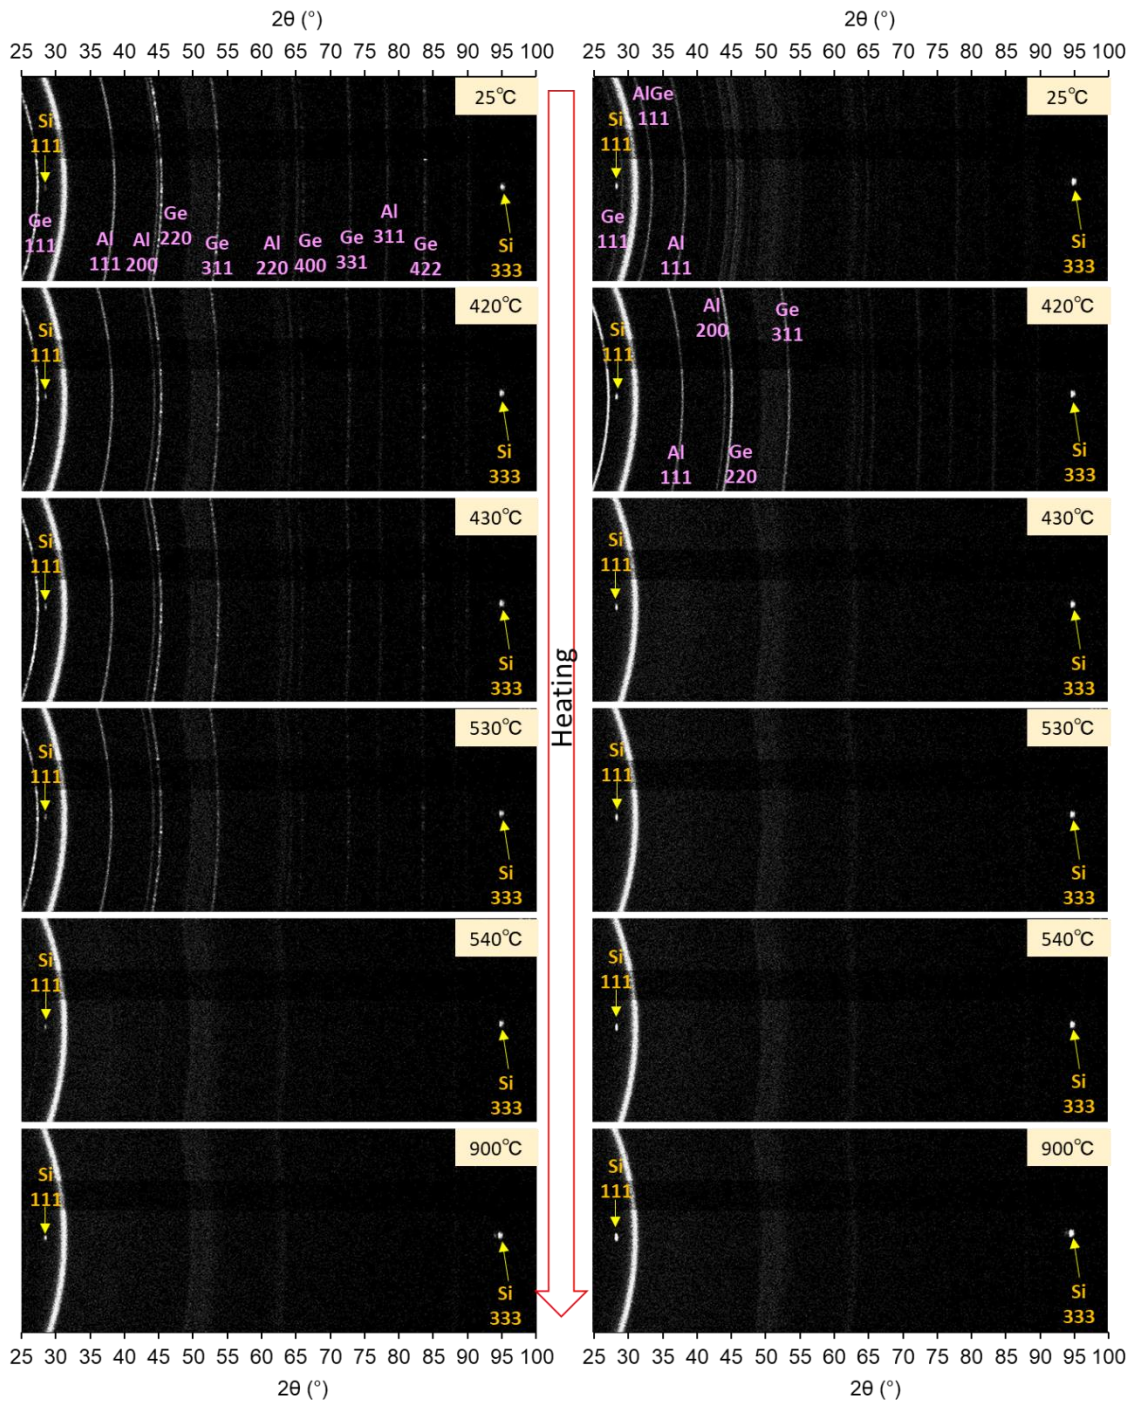 2θ (°)
2θ (°)
25 30 35 40 45 50 55 60 65 70 75 80 85 90 95 100
25 30 35 40 45 50 55 60 65 70 75 80 85 90 95 100
25℃
Si
111
Ge
111
Al
111
Al
200
Ge
220
Ge
311
Al
220
Ge
400
Ge
331
Al
311
Ge
422
Si
333
420℃
Si
111
Si
333
430℃
Si
111
Si
333
530℃
Si
111
Si
333
540℃
Si
111
Si
333
900℃
Si
111
Si
333
Heating
25℃
AlGe
111
Si
111
Ge
111
Al
111
Si
333
420℃
Si
111
Al
200
Ge
311
Al
111
Ge
220
Si
333
430℃
Si
111
Si
333
530℃
Si
111
Si
333
540℃
Si
111
Si
333
900℃
Si
111
Si
333
25 30 35 40 45 50 55 60 65 70 75 80 85 90 95 100
25 30 35 40 45 50 55 60 65 70 75 80 85 90 95 100
2θ (°)
2θ (°)